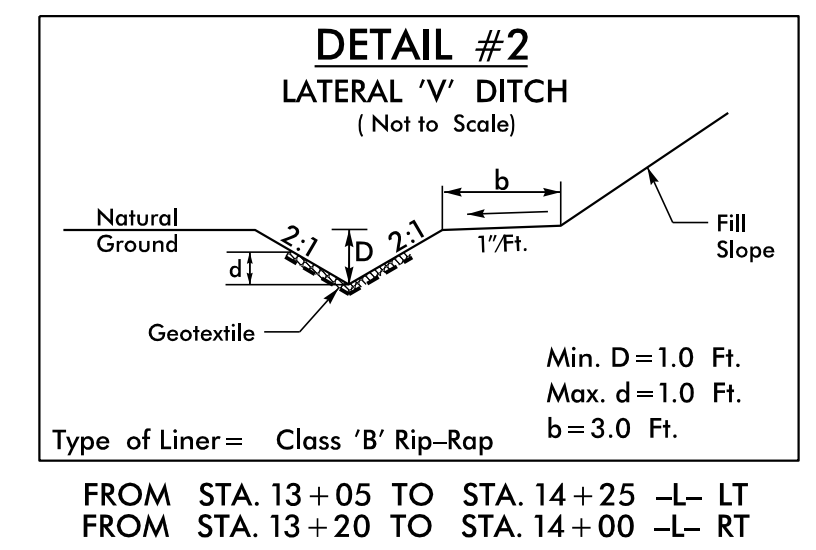 DETAIL #2
LATERAL 'V' DITCH
( Not to Scale)
b
Natural
Ground
2:1
D
2:1
1"/Ft.
Fill
Slope
d
Geotextile
Min. D=1.0 Ft.
Max. d=1.0 Ft.
b=3.0 Ft.
Type of Liner= Class 'B' Rip-Rap
FROM STA. 13+05 TO STA. 14+25 -L- LT
FROM STA. 13+20 TO STA. 14+00 -L- RT